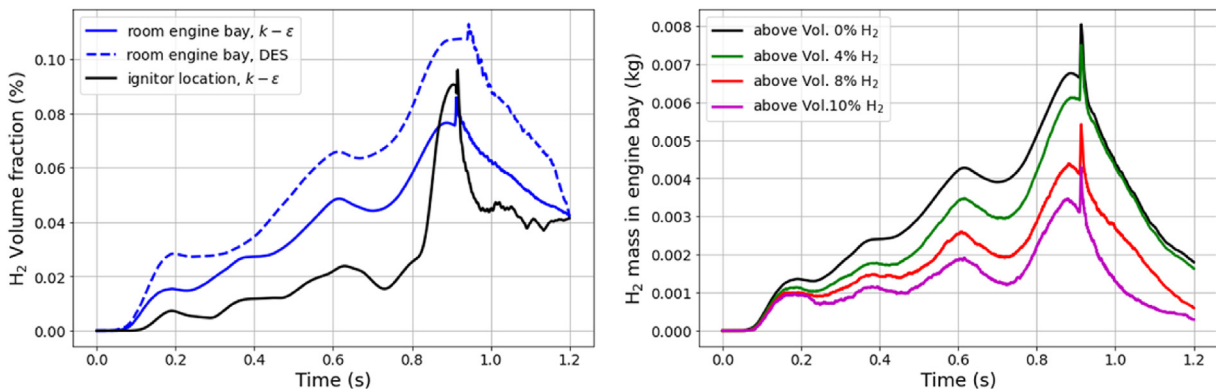 room engine bay, k − ε
room engine bay, DES
ignitor location, k − ε
H₂ Volume fraction (%)
0.10
0.08
0.06
0.04
0.02
0.00
0.0 0.2 0.4 0.6 0.8 1.0 1.2
Time (s)
above Vol. 0% H₂
above Vol. 4% H₂
above Vol. 8% H₂
above Vol.10% H₂
H₂ mass in engine bay (kg)
0.008
0.007
0.006
0.005
0.004
0.003
0.002
0.001
0.000
0.0 0.2 0.4 0.6 0.8 1.0 1.2
Time (s)